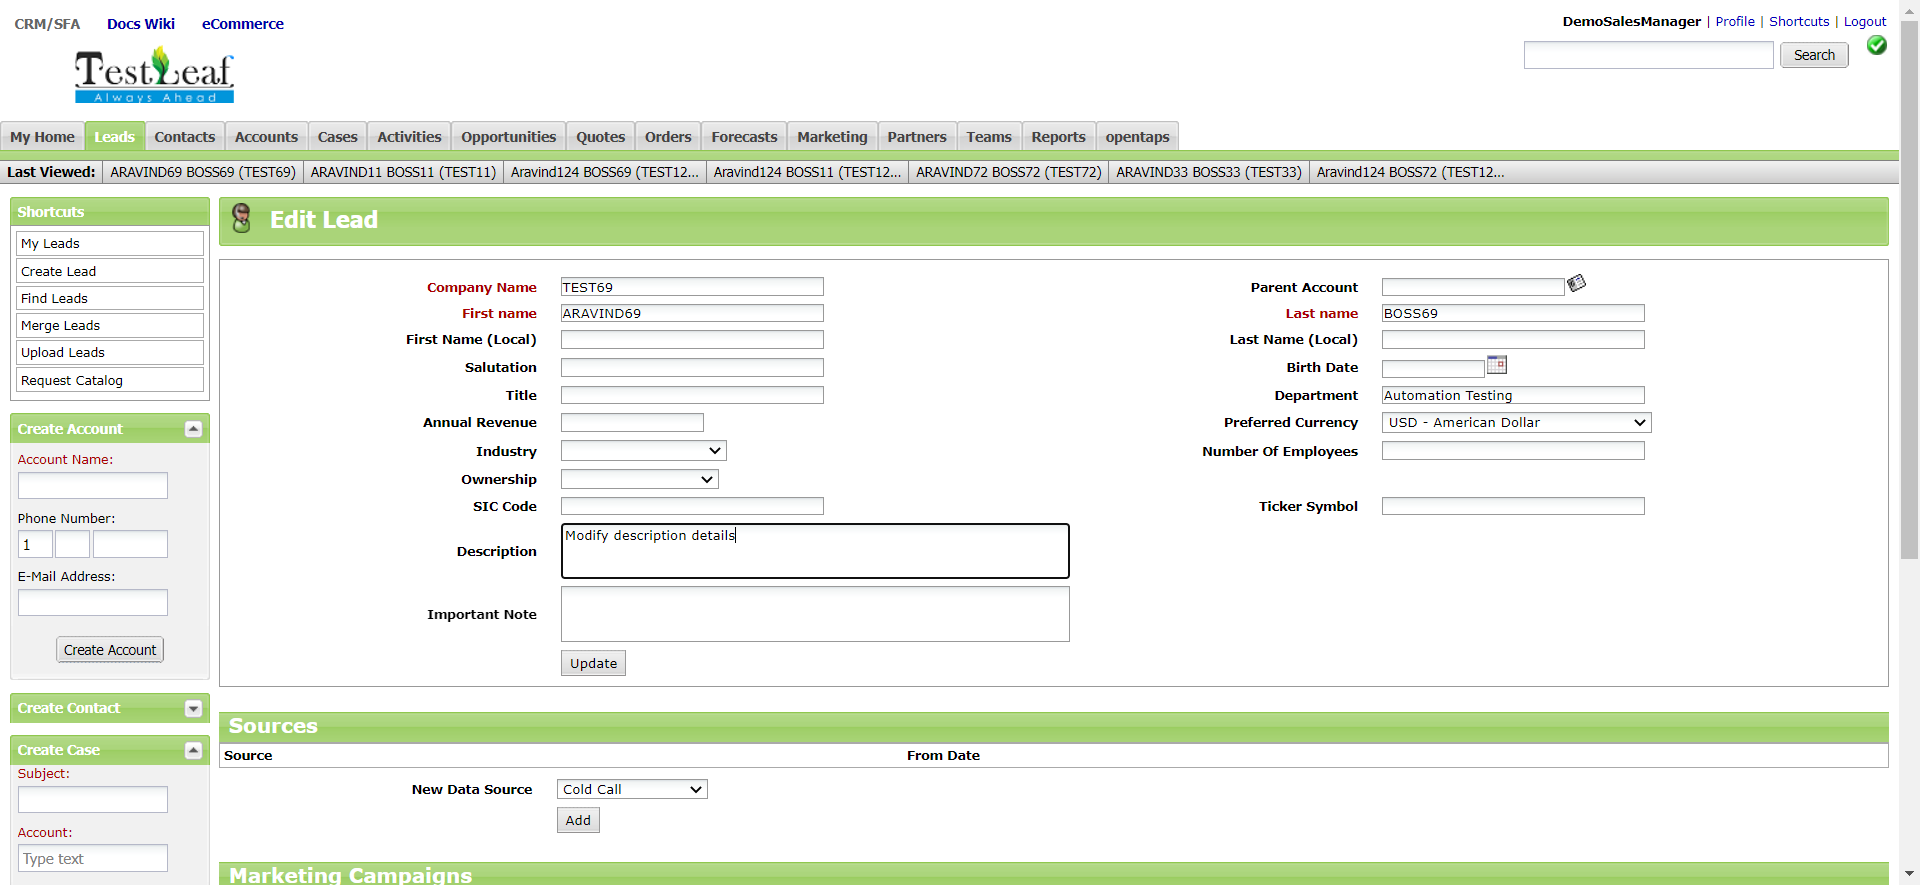 CRM/SFA Docs Wiki eCommerce
DemoSalesManager | Profile | Shortcuts | Logout
Search
TestLeaf
Always Ahead
My Home Leads Contacts Accounts Cases Activities Opportunities Quotes Orders Forecasts Marketing Partners Teams Reports opentaps
Last Viewed: ARAVIND69 BOSS69 (TEST69) ARAVIND11 BOSS11 (TEST11) Aravind124 BOSS69 (TEST12... Aravind124 BOSS11 (TEST12... ARAVIND72 BOSS72 (TEST72) ARAVIND33 BOSS33 (TEST33) Aravind124 BOSS72 (TEST12...
Shortcuts
My Leads
Create Lead
Find Leads
Merge Leads
Upload Leads
Request Catalog
Create Account
Account Name:
Phone Number:
1
E-Mail Address:
Create Account
Create Contact
Create Case
Subject:
Account:
Type text
Edit Lead
Company Name TEST69 Parent Account
First name ARAVIND69 Last name BOSS69
First Name (Local) Last Name (Local)
Salutation Birth Date
Title Department Automation Testing
Annual Revenue Preferred Currency USD - American Dollar
Industry Number Of Employees
Ownership
SIC Code Ticker Symbol
Description Modify description details
Important Note
Update
Sources
Source From Date
New Data Source Cold Call
Add
Marketing Campaigns